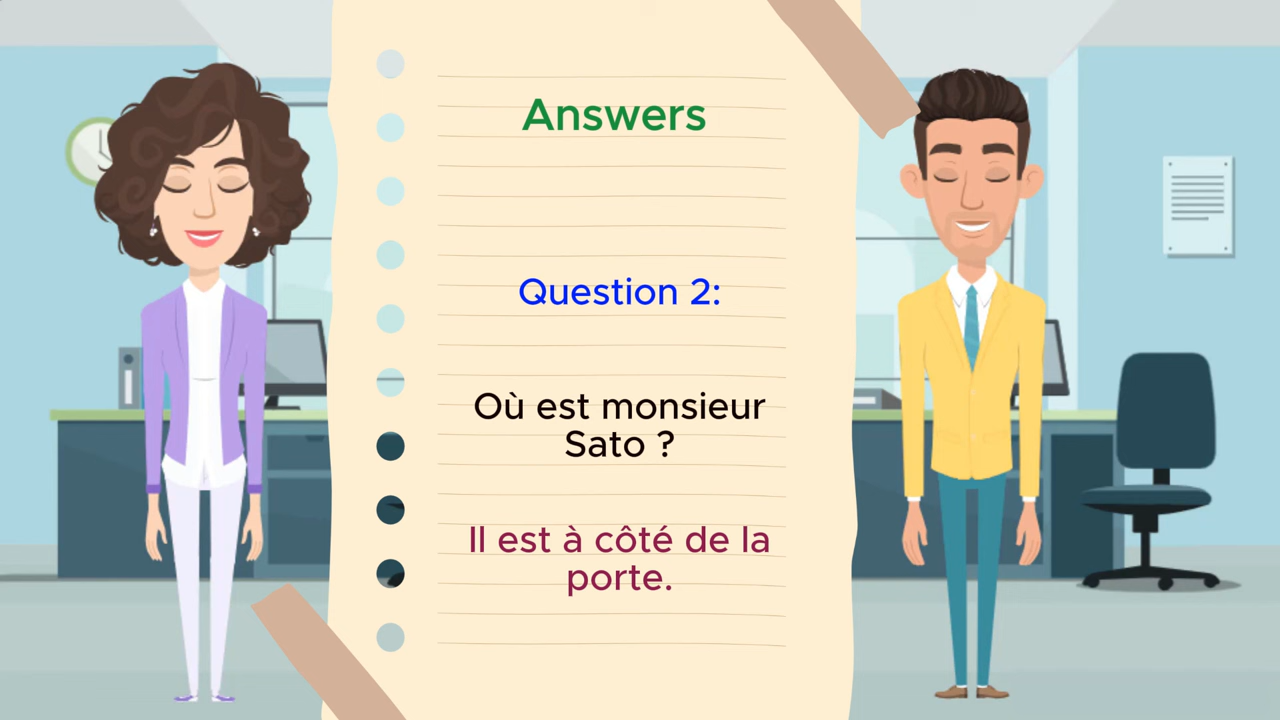 Answers
Question 2:
Où est monsieur
Sato ?
Il est à côté de la
porte.